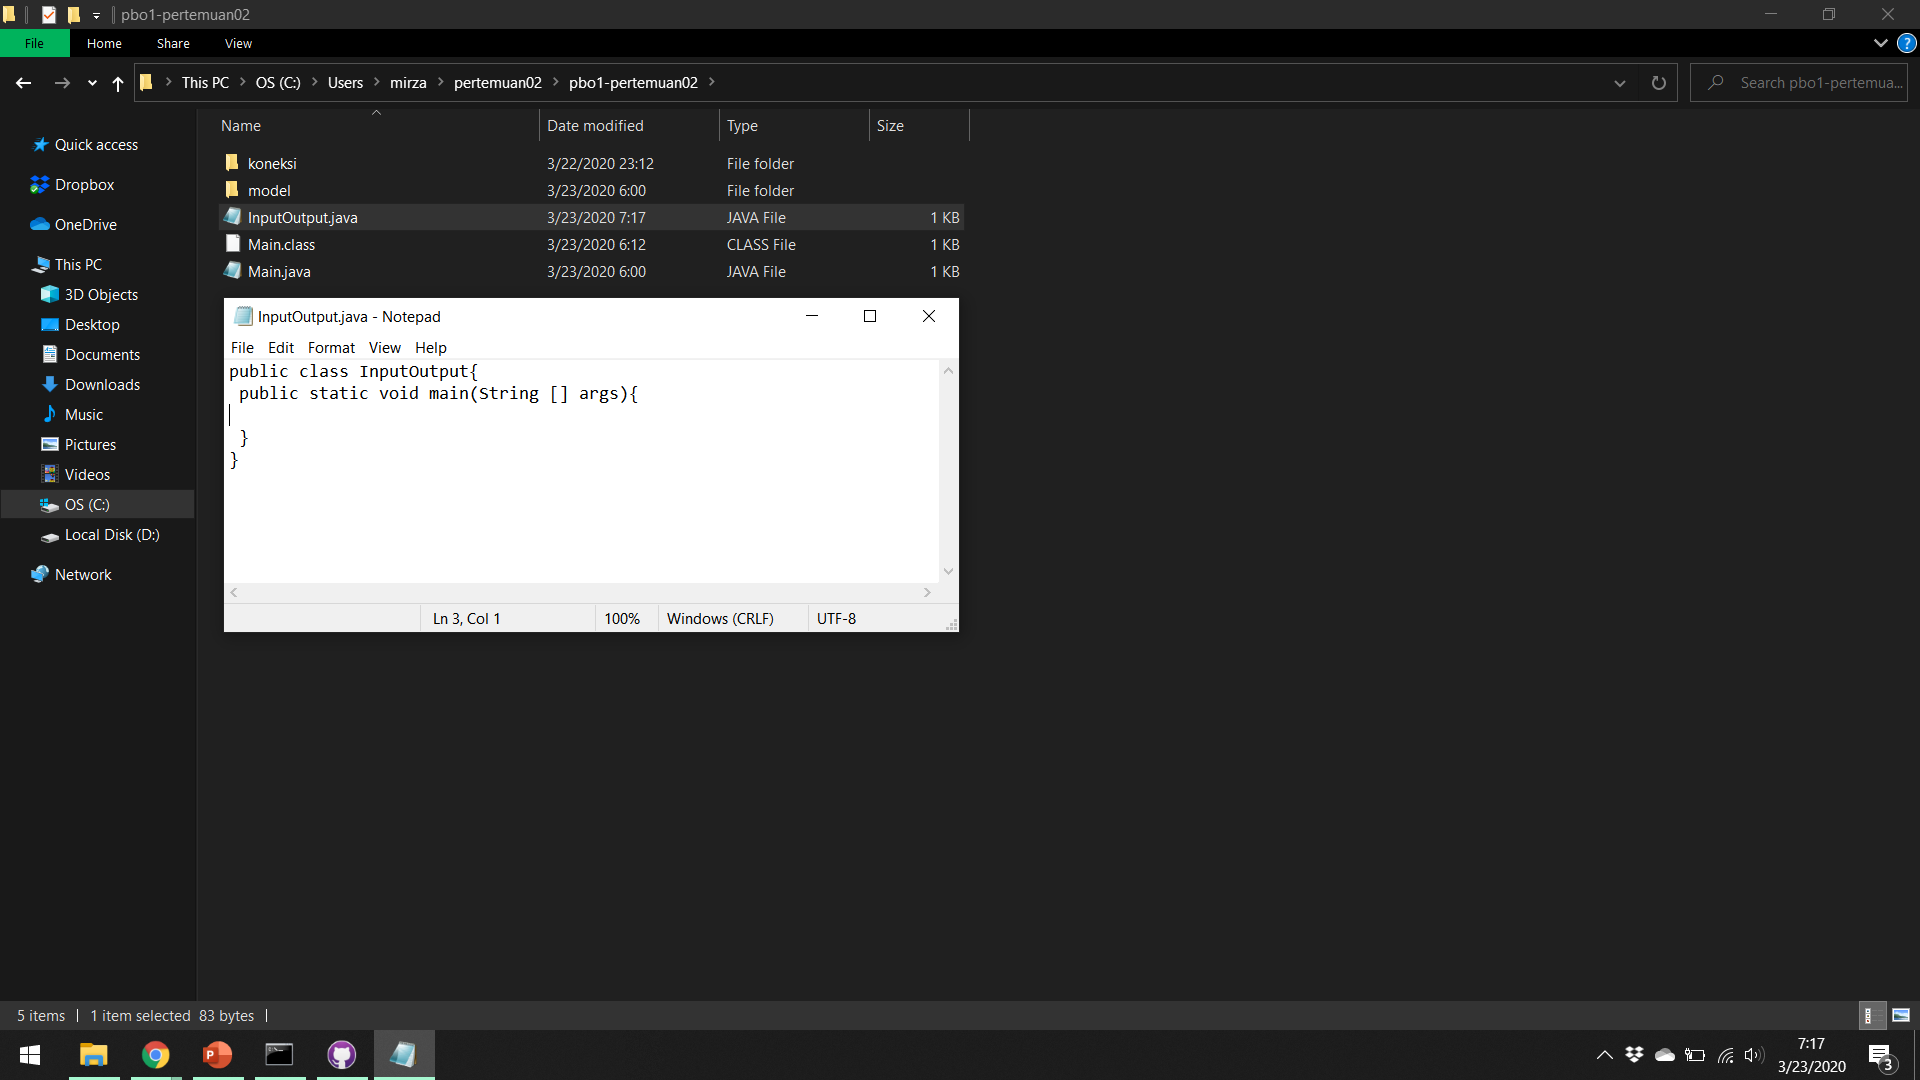 pbo1-pertemuan02
File Home Share View
This PC OS (C:) Users mirza pertemuan02 pbo1-pertemuan02
Search pbo1-pertemua...
Name Date modified Type Size
koneksi 3/22/2020 23:12 File folder
model 3/23/2020 6:00 File folder
InputOutput.java 3/23/2020 7:17 JAVA File 1 KB
Main.class 3/23/2020 6:12 CLASS File 1 KB
Main.java 3/23/2020 6:00 JAVA File 1 KB
Quick access
Dropbox
OneDrive
This PC
3D Objects
Desktop
Documents
Downloads
Music
Pictures
Videos
OS (C:)
Local Disk (D:)
Network
InputOutput.java - Notepad
File Edit Format View Help
public class InputOutput{
public static void main(String [] args){
}
}
Ln 3, Col 1 100% Windows (CRLF) UTF-8
5 items 1 item selected 83 bytes
7:17
3/23/2020
3